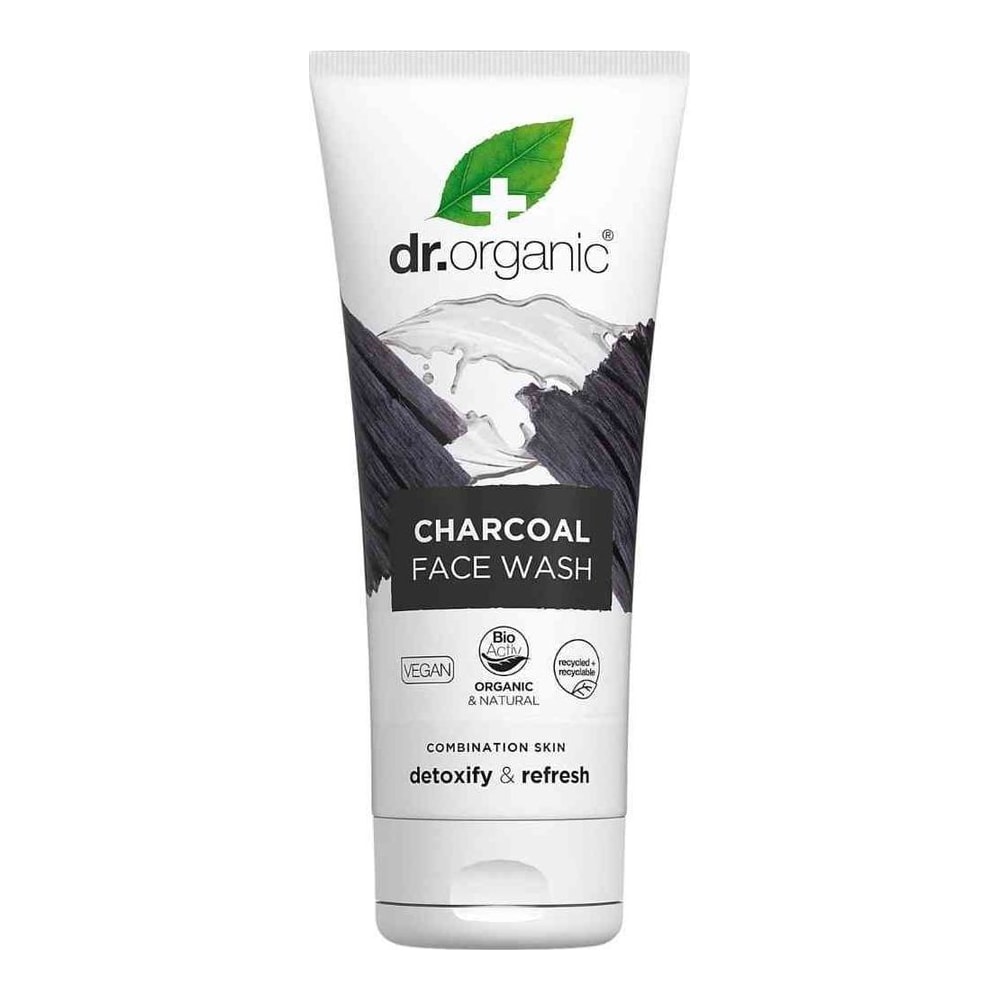 dr.organic®
CHARCOAL
FACE WASH
VEGAN
Bio
Activ
ORGANIC
& NATURAL
recycled +
recyclable
COMBINATION SKIN
detoxify & refresh